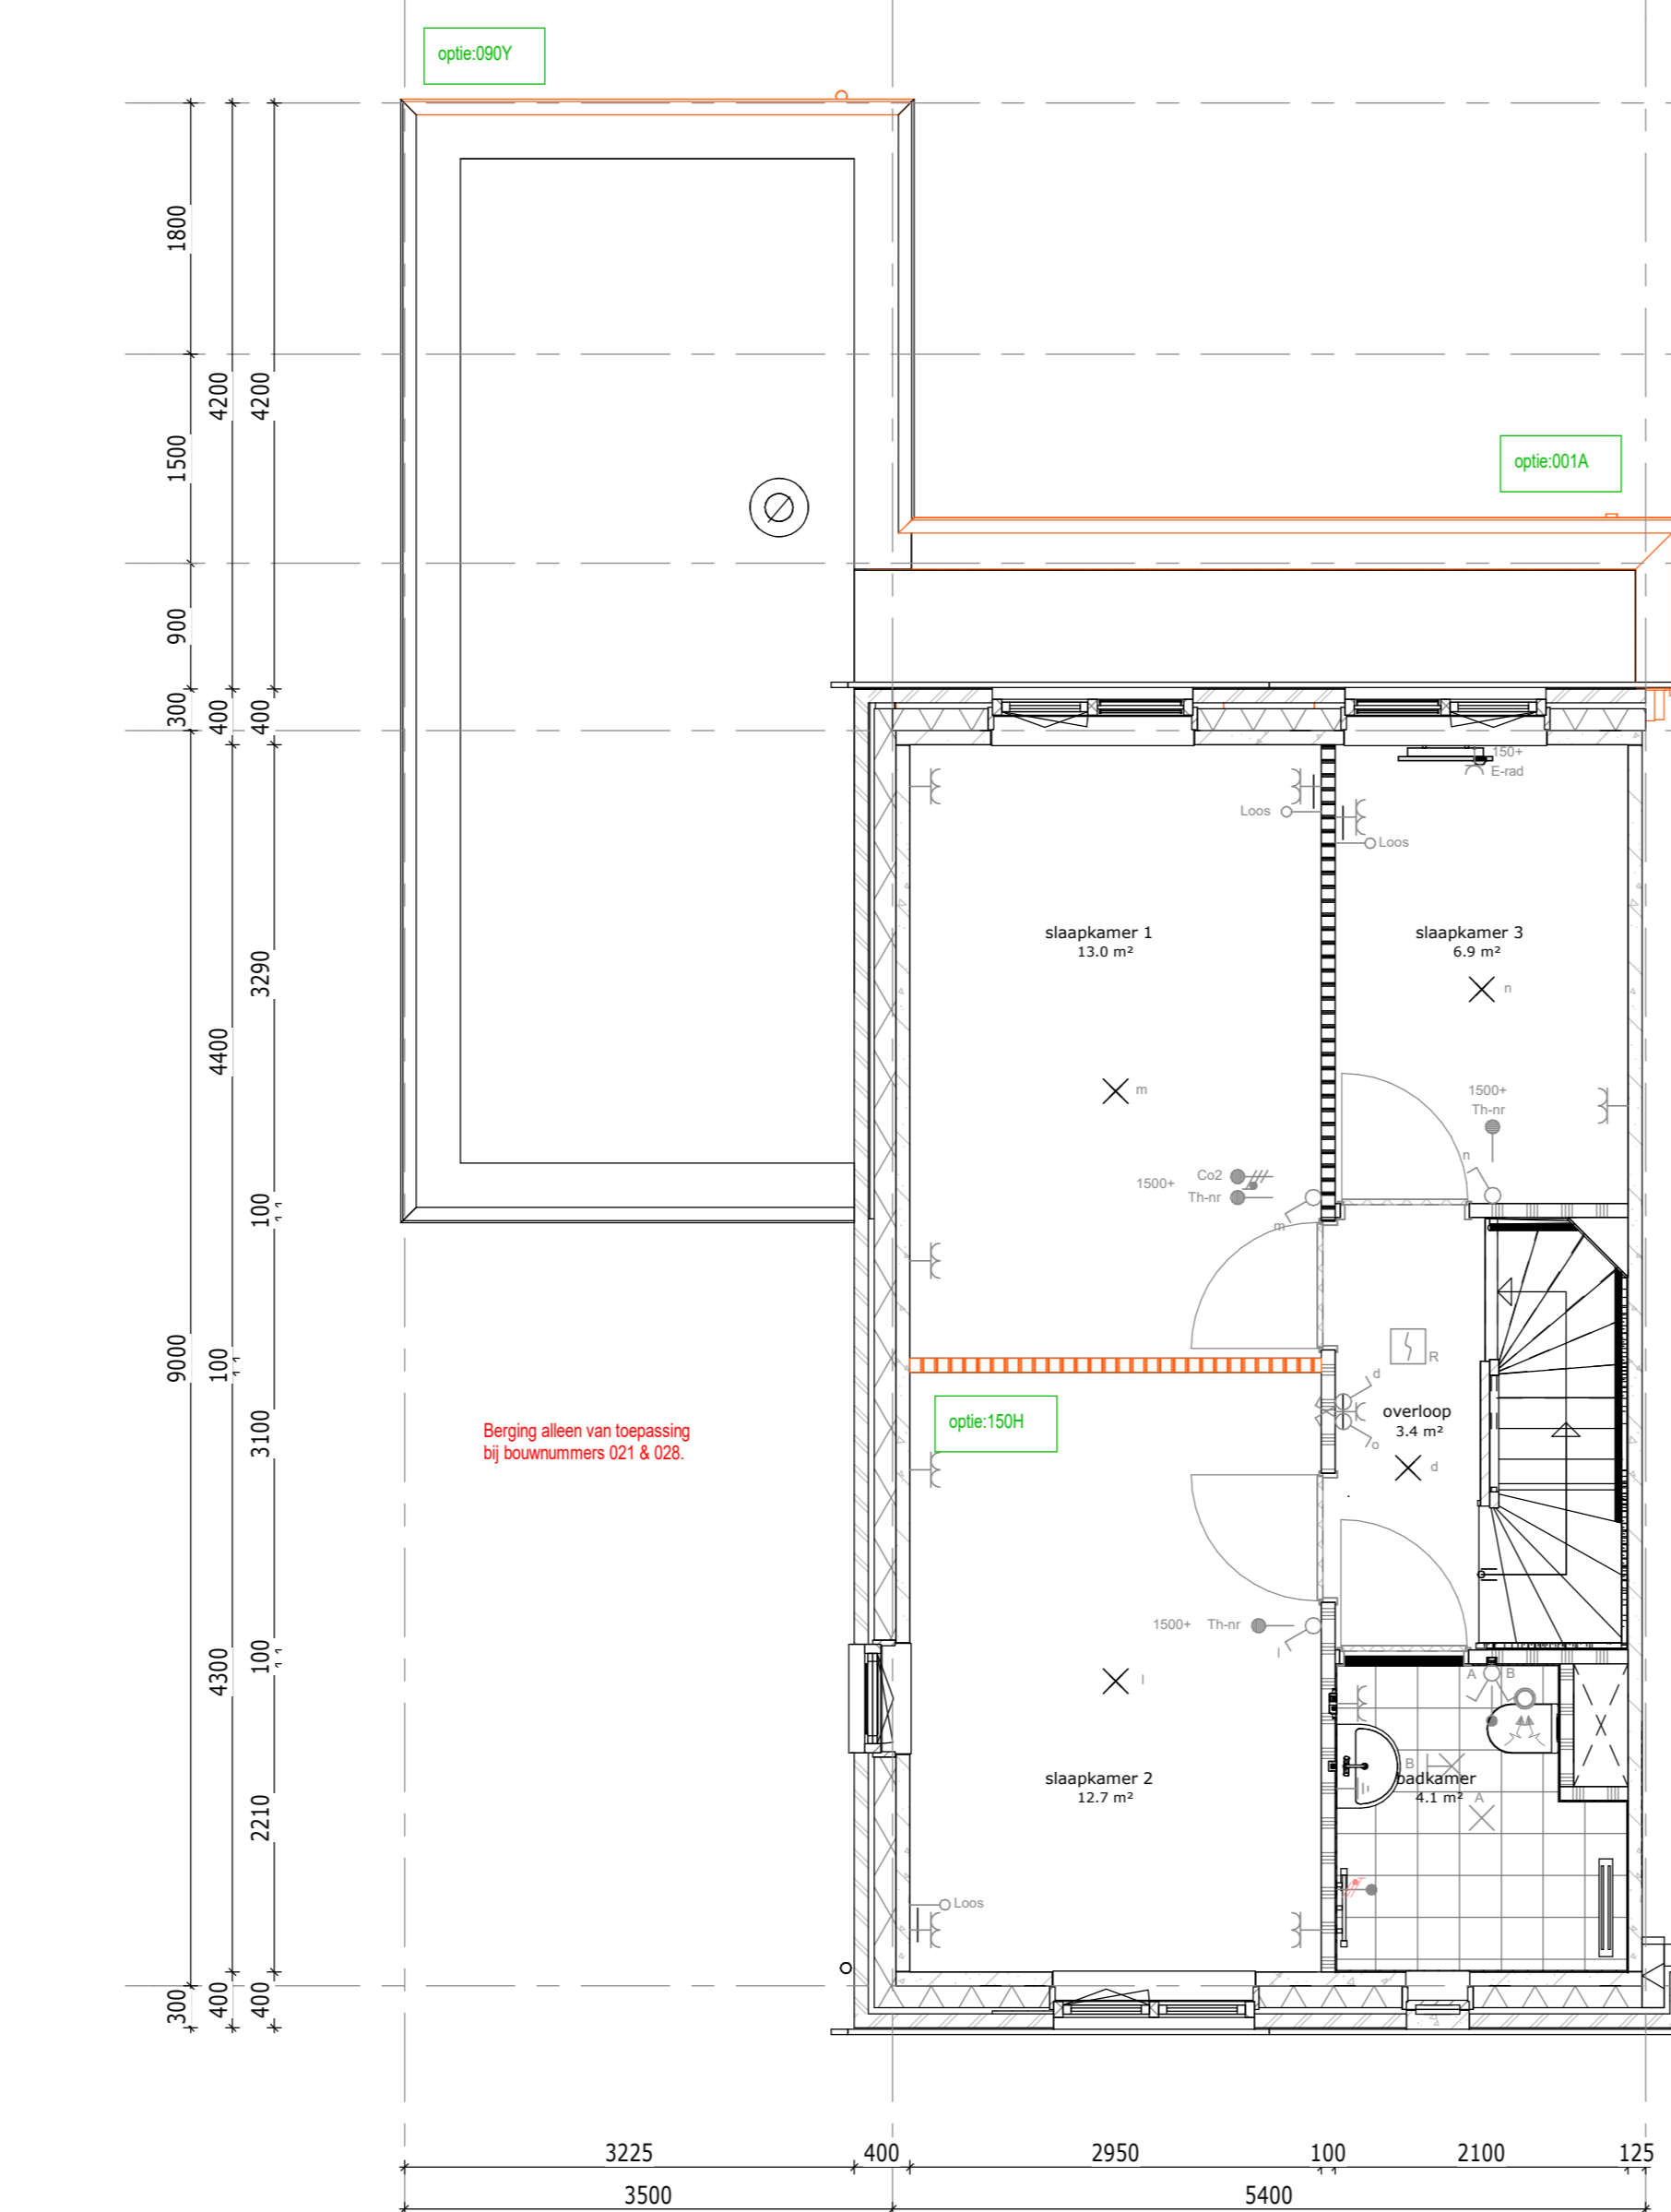 optie:090Y
optie:001A
1800
4200
4200
1500
900
300
400
400
150+
E-rad
Loos
Loos
slaapkamer 1
13.0 m²
slaapkamer 3
6.9 m²
n
3290
4400
m
1500+
Th-nr
n
Co2
1500+
Th-nr
m
100
9000
100
R
d
optie:150H
overloop
3.4 m²
o
d
Berging alleen van toepassing
bij bouwnummers 021 & 028.
3100
1500+ Th-nr
l
100
4300
l
A B
B
slaapkamer 2
12.7 m²
badkamer
4.1 m²
A
2210
Loos
300
400
400
3225 400 2950 100 2100 125
3500 5400